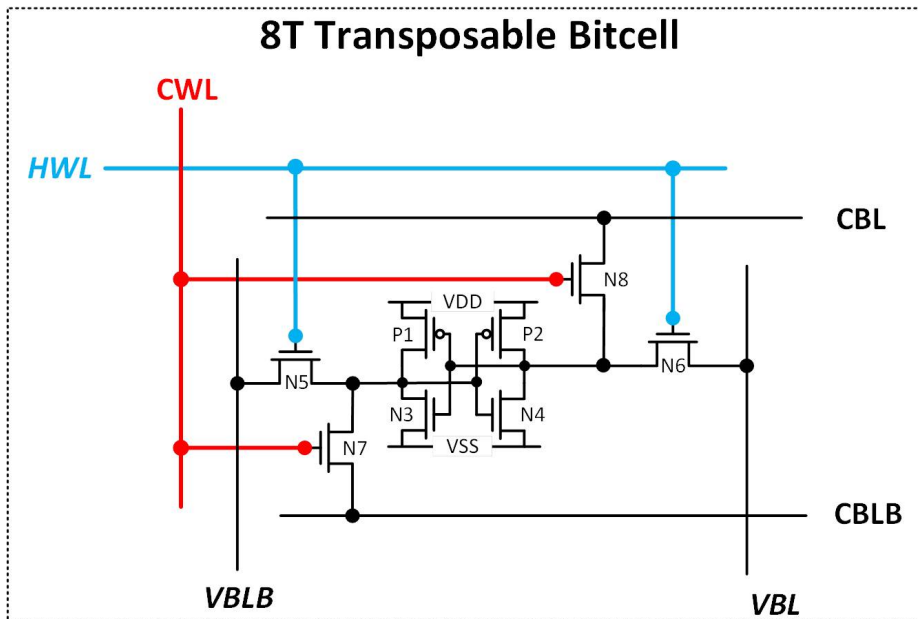 8T Transposable Bitcell
CWL
HWL
CBL
N8
VDD
P1
P2
N6
N5
N3
N4
N7
VSS
CBLB
VBLB
VBL